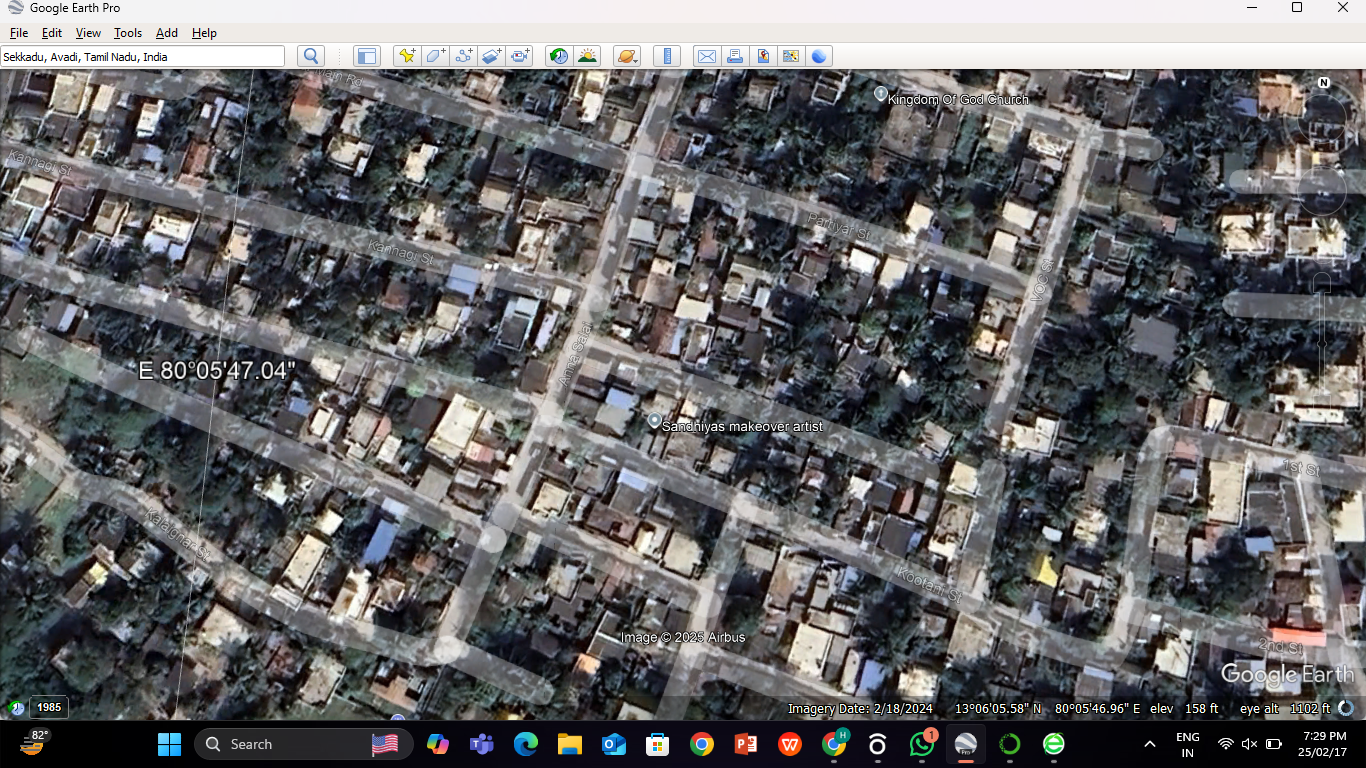 Google Earth Pro
File Edit View Tools Add Help
Sekkadu, Avadi, Tamil Nadu, India
Main Rd
N
Kingdom Of God Church
Kannagi St
Kannagi St
VOC St
Anna Salai
E 80°05'47.04"
Sandhiyas makeover artist
1st St
Kalaignar St
Kootani St
Image © 2025 Airbus
2nd St
Google Earth
1985
Imagery Date: 2/18/2024 13°06'05.58" N 80°05'46.96" E elev 158 ft eye alt 1102 ft
82°
Search
H
1
ENG
IN
7:29 PM
25/02/17